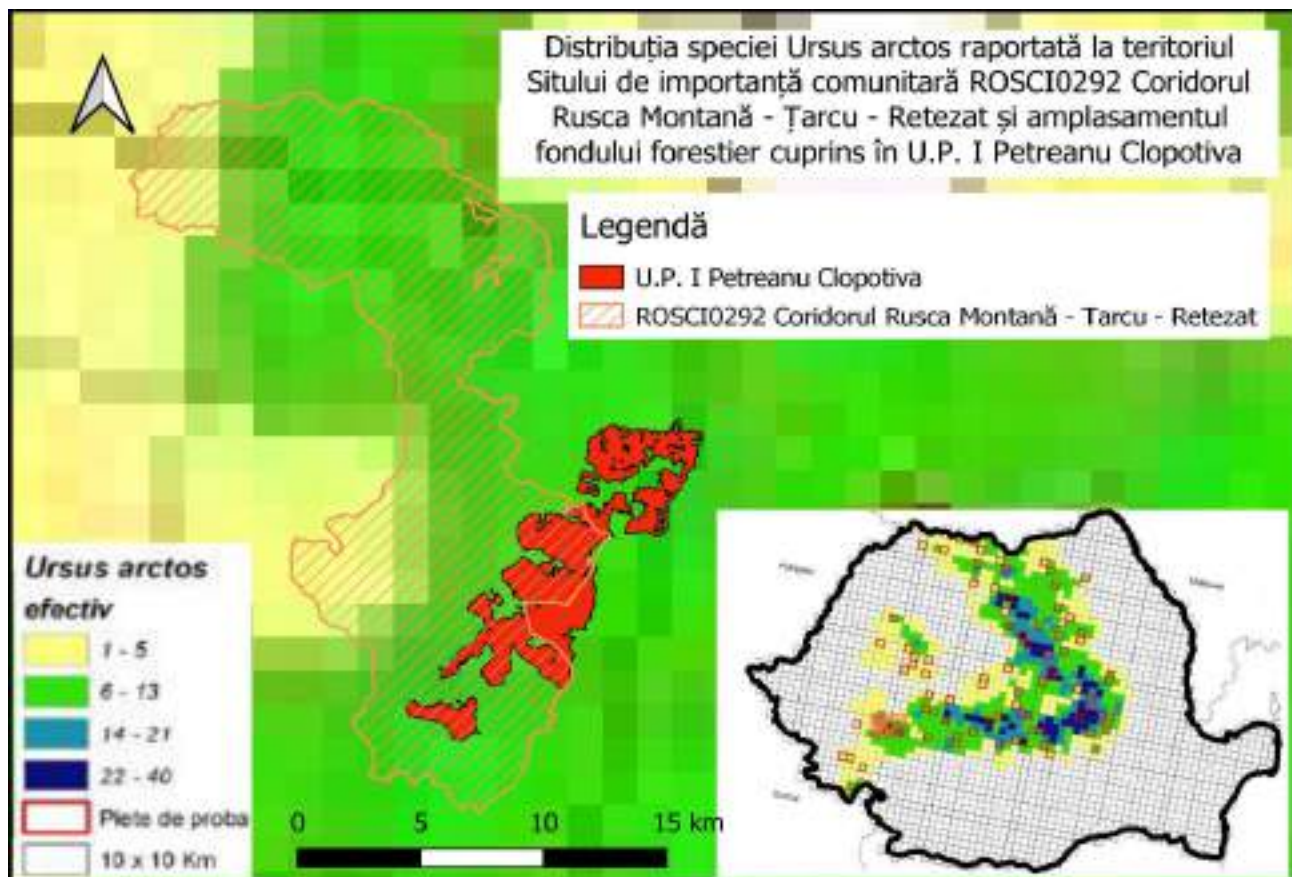 Distribuția speciei Ursus arctos raportată la teritoriul
Sitului de importanță comunitară ROSCI0292 Coridorul
Rusca Montană - Țarcu - Retezat și amplasamentul
fondului forestier cuprins în U.P. I Petreanu Clopotiva
Legendă
U.P. I Petreanu Clopotiva
ROSCI0292 Coridorul Rusca Montană - Tarcu - Retezat
Ursus arctos
efectiv
1 - 5
6 - 13
14 - 21
22 - 40
Piete de proba
10 x 10 Km
0 5 10 15 km